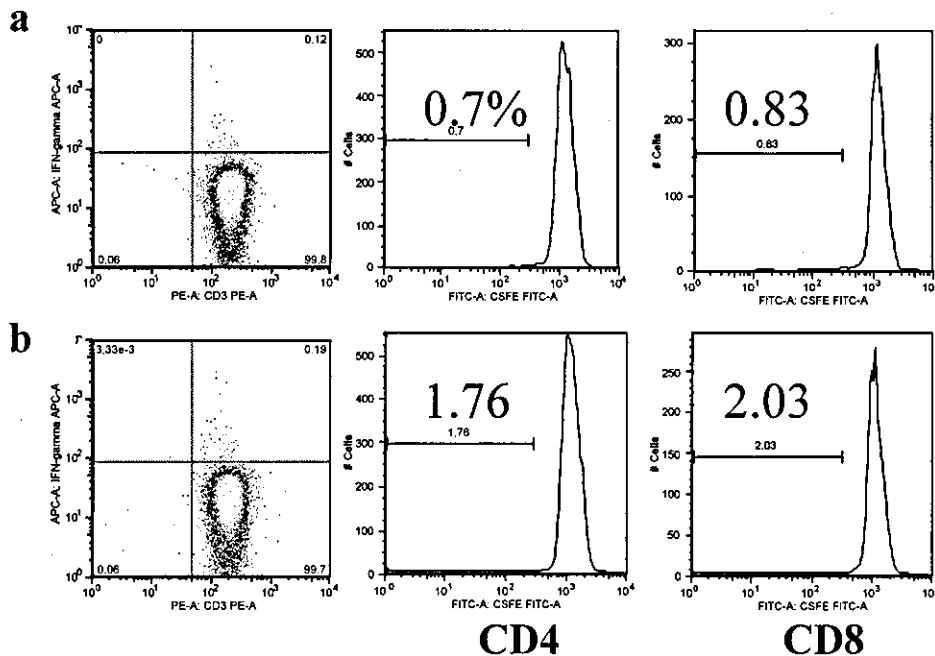 a
0
0.12
10⁴
10³
10²
10¹
10⁰
APC-A: IFN-gamma APC-A
0.06
99.8
10⁰ 10¹ 10² 10³ 10⁴
PE-A: CD3 PE-A
500
400
300
200
100
0
# Cells
0.7%
0.7
10⁰ 10¹ 10² 10³ 10⁴
FITC-A: CSFE FITC-A
300
200
100
0
# Cells
0.83
0.83
10⁰ 10¹ 10² 10³ 10⁴
FITC-A: CSFE FITC-A
b
3.33e-3
0.19
10³
10²
10¹
10⁰
APC-A: IFN-gamma APC-A
0.06
99.7
10⁰ 10¹ 10² 10³ 10⁴
PE-A: CD3 PE-A
500
400
300
200
100
0
# Cells
1.76
1.76
10⁰ 10¹ 10² 10³ 10⁴
FITC-A: CSFE FITC-A
250
200
150
100
50
0
# Cells
2.03
2.03
10⁰ 10¹ 10² 10³ 10⁴
FITC-A: CSFE FITC-A
CD4
CD8